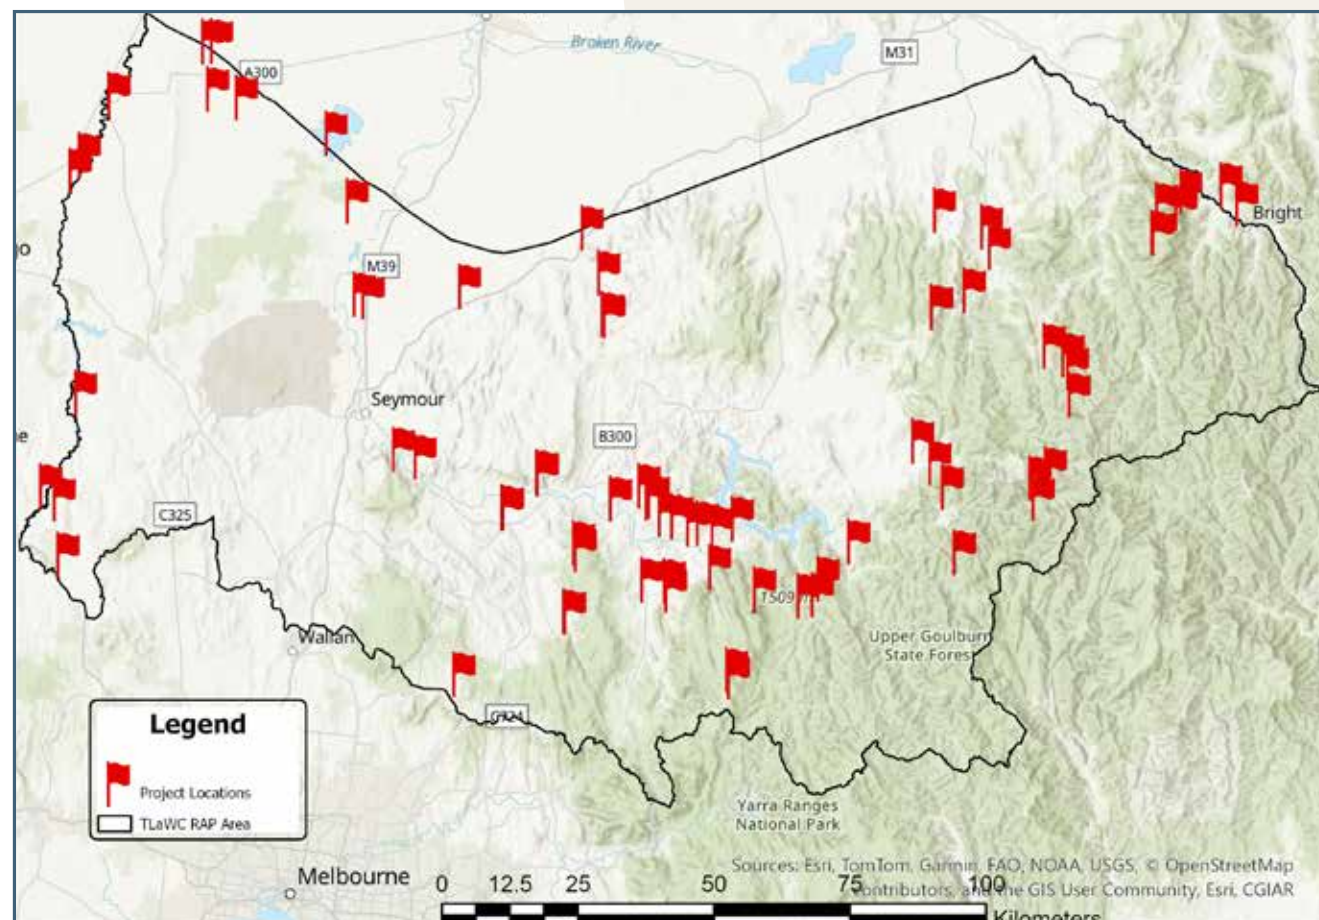 Broken River
M31
A300
Bright
M39
Seymour
B300
C325
1509 m
Upper Goulburn
State Forest
Wallan
C724
Legend
Project Locations
TLaWC RAP Area
Yarra Ranges
National Park
Melbourne
Sources: Esri, TomTom, Garmin, FAO, NOAA, USGS, © OpenStreetMap
contributors, and the GIS User Community, Esri, CGIAR
0 12.5 25 50 75 100
Kilometers